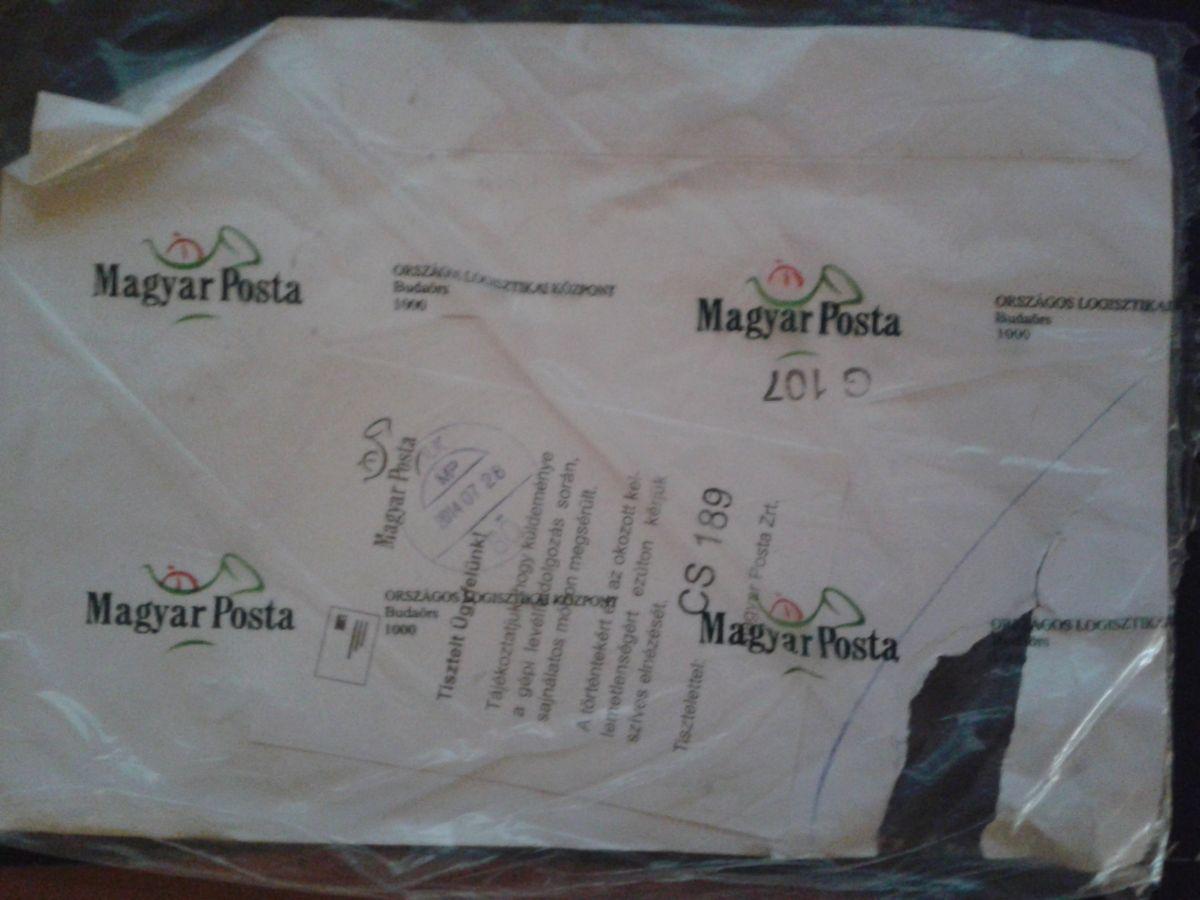 Magyar Posta
ORSZÁGOS LOGISZTIKAI KÖZPONT
Budaörs
1000
Magyar Posta
ORSZÁGOS LOGISZTIKAI
Budaörs
1000
G 107
Magyar Posta
MP
2014 07 28
Tisztelt Ügyfelünk!
Tájékoztatjuk, hogy küldeménye
a gépi levélfeldolgozás során,
sajnálatos módon megsérült.
A történtekért és az okozott kel-
lemetlenségért ezúton kérjük
szíves elnézését.
CS 189
Tisztelettel:
Magyar Posta Zrt.
Magyar Posta
ORSZÁGOS LOGISZTIKAI KÖZPONT
Budaörs
1000
Magyar Posta
ORSZÁGOS LOGISZTIKA